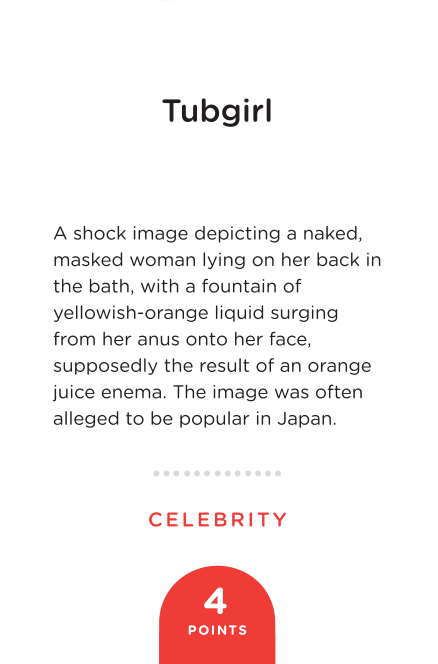 Tubgirl
A shock image depicting a naked,
masked woman lying on her back in
the bath, with a fountain of
yellowish-orange liquid surging
from her anus onto her face,
supposedly the result of an orange
juice enema. The image was often
alleged to be popular in Japan.
CELEBRITY
4
POINTS